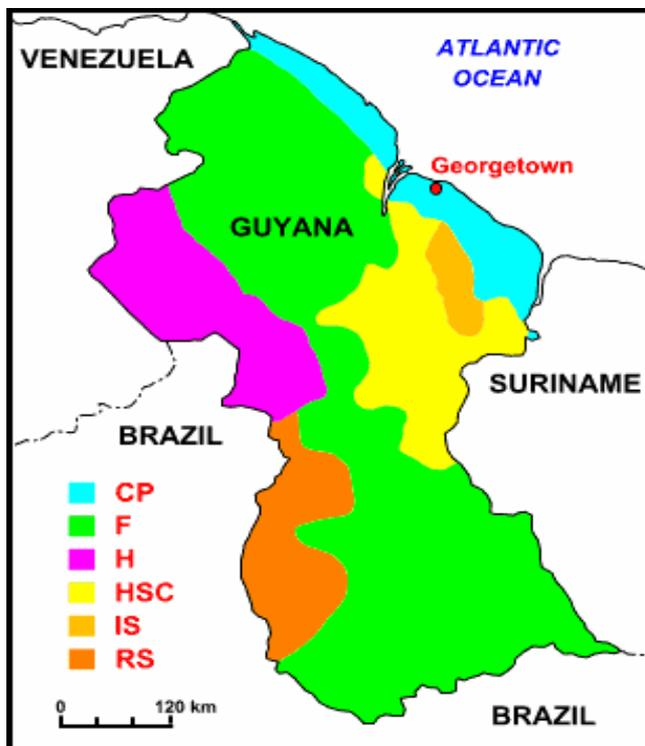 VENEZUELA
ATLANTIC
OCEAN
Georgetown
GUYANA
SURINAME
BRAZIL
CP
F
H
HSC
IS
RS
0 120 km
BRAZIL